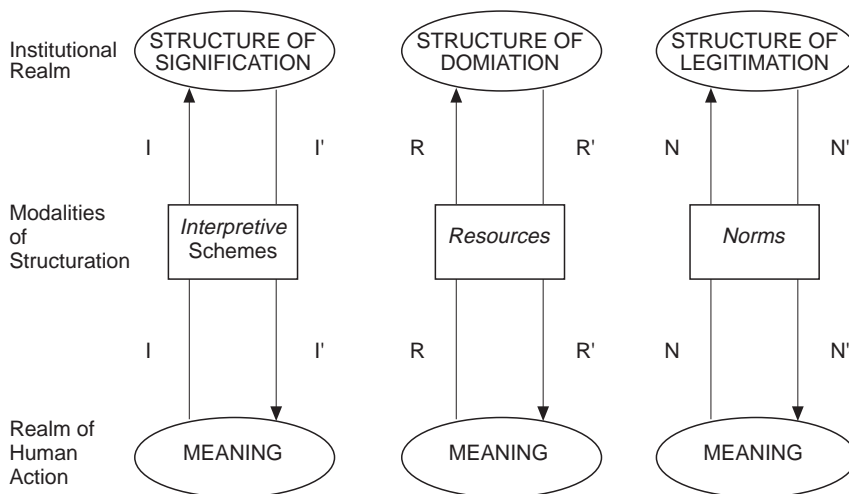 Institutional
Realm
STRUCTURE OF
SIGNIFICATION
STRUCTURE OF
DOMIATION
STRUCTURE OF
LEGITIMATION
I
I'
R
R'
N
N'
Modalities
of
Structuration
Interpretive
Schemes
Resources
Norms
I
I'
R
R'
N
N'
Realm of
Human
Action
MEANING
MEANING
MEANING